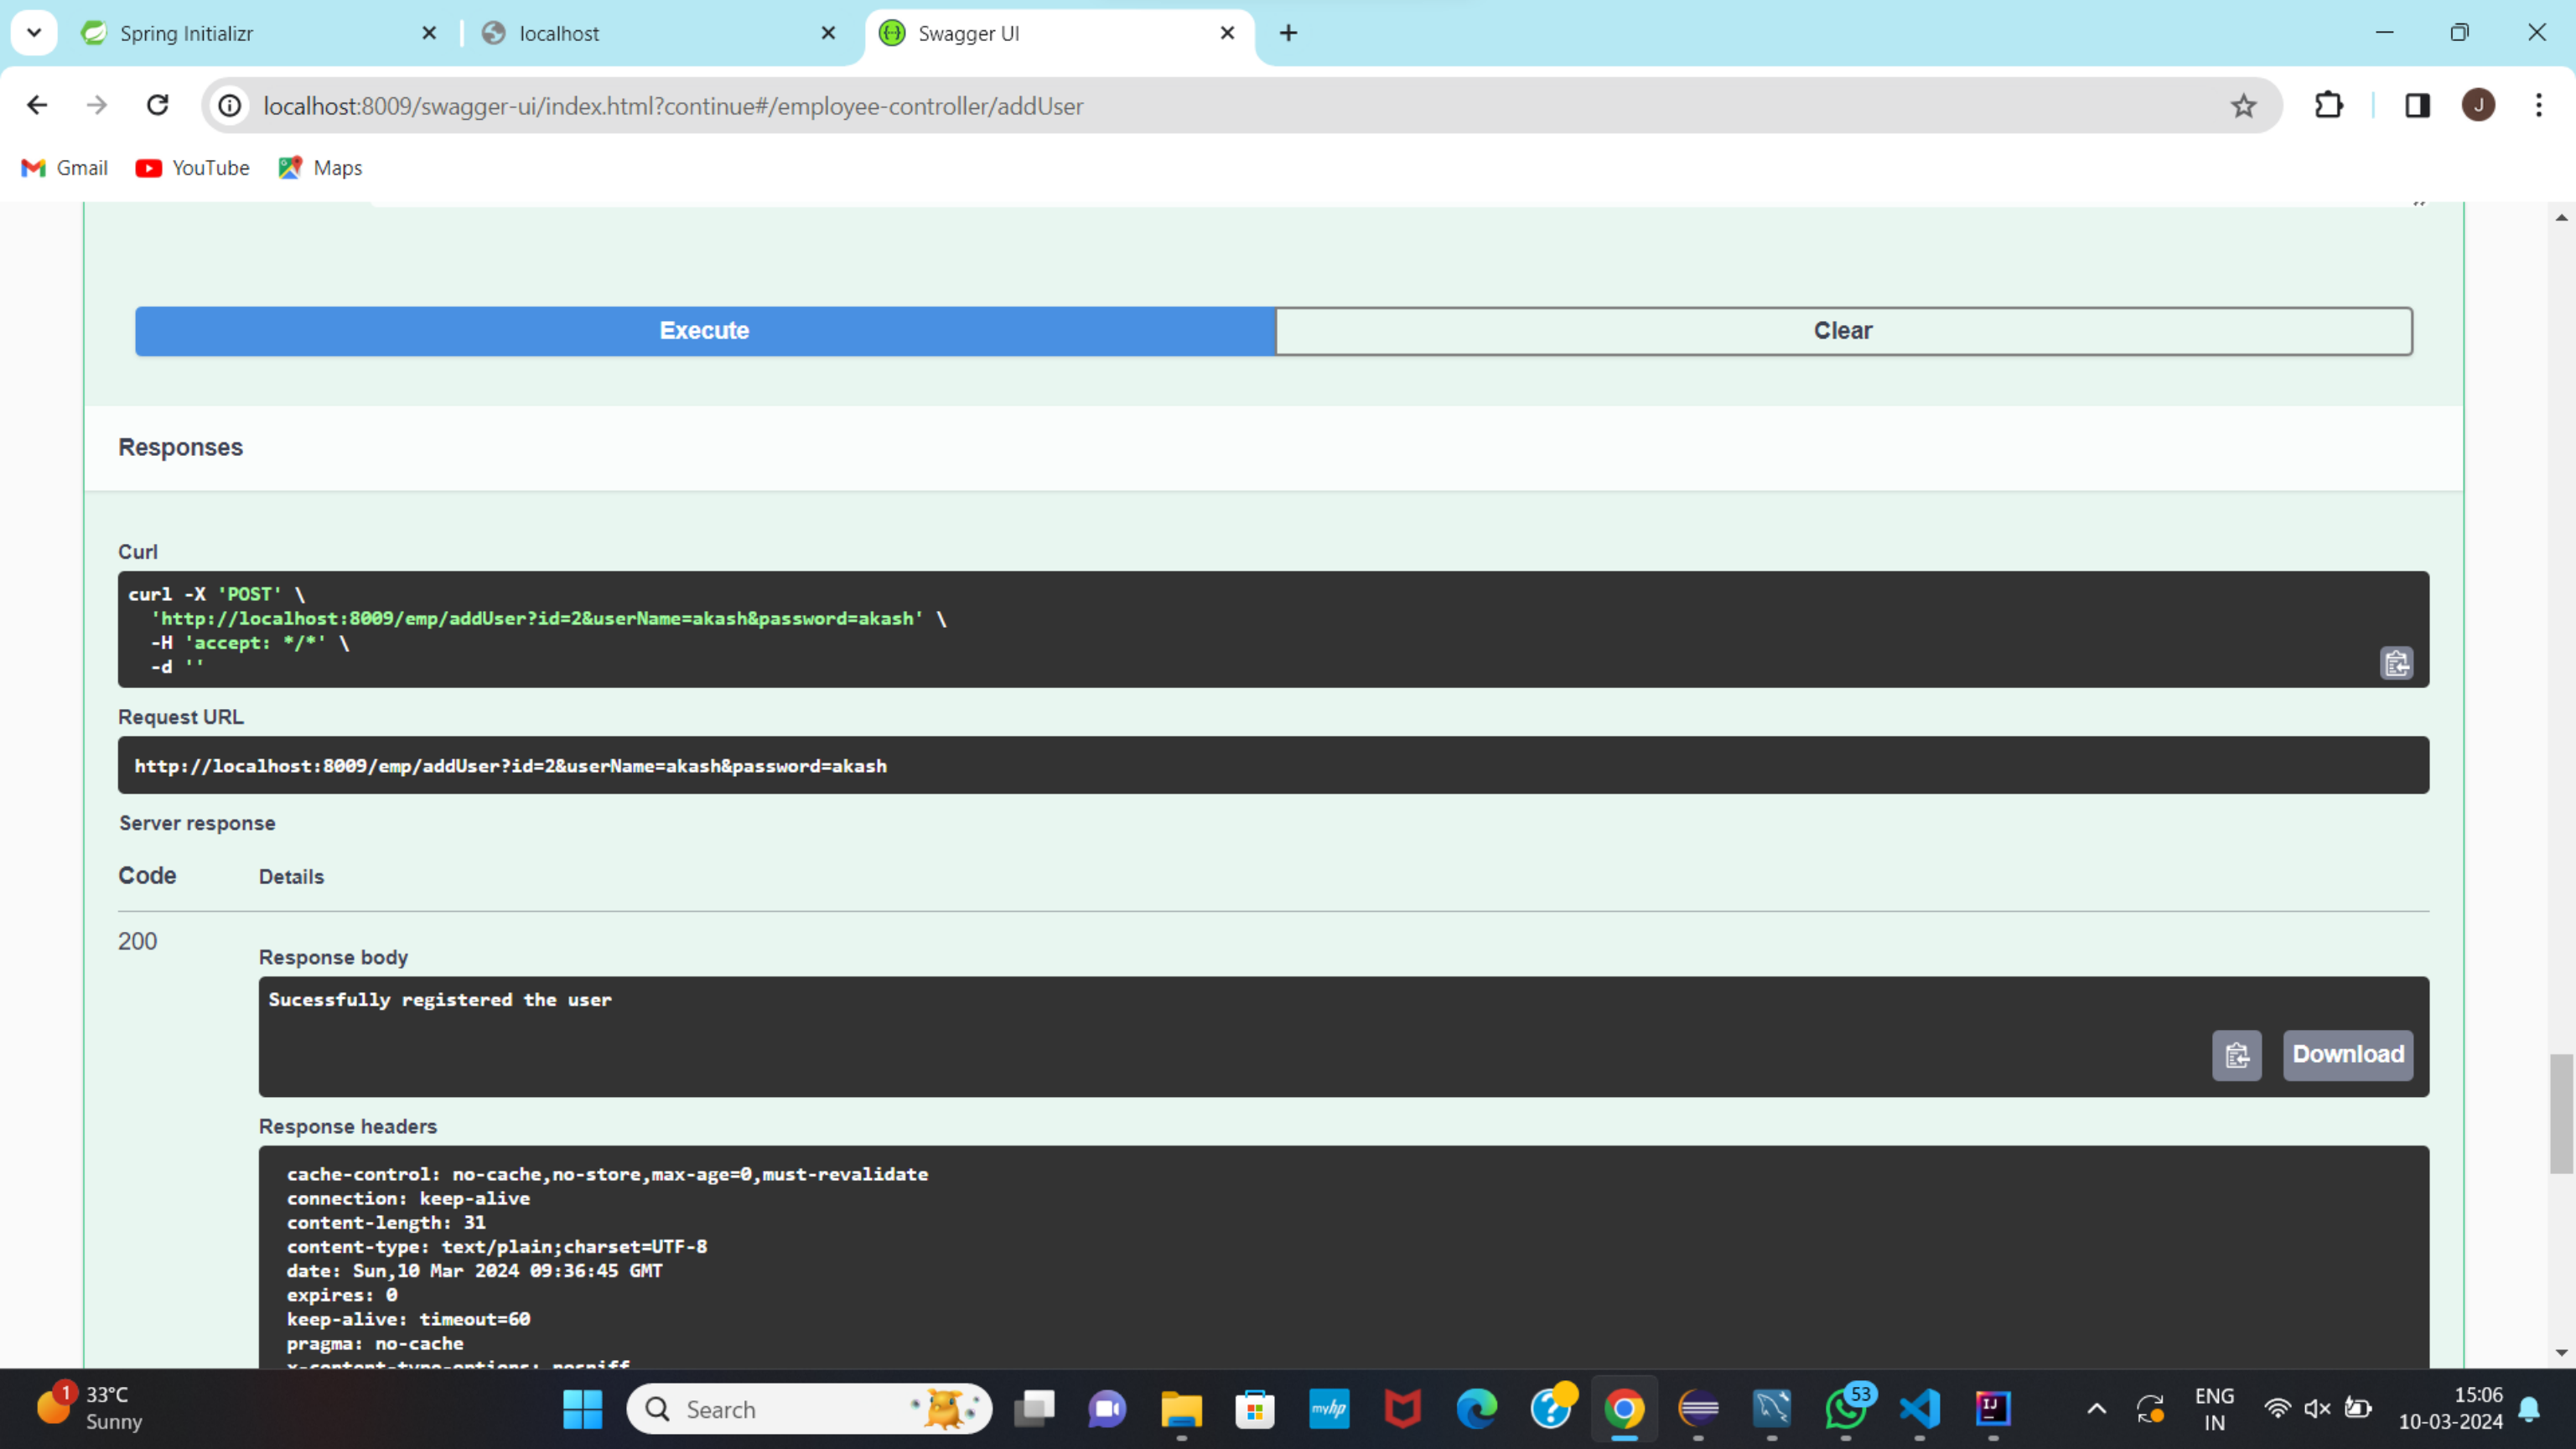 Spring Initializr
localhost
Swagger UI
localhost:8009/swagger-ui/index.html?continue#/employee-controller/addUser
J
Gmail
YouTube
Maps
Execute
Clear
Responses
Curl
curl -X 'POST' \
'http://localhost:8009/emp/addUser?id=2&userName=akash&password=akash' \
-H 'accept: */*' \
-d ''
Request URL
http://localhost:8009/emp/addUser?id=2&userName=akash&password=akash
Server response
Code Details
200
Response body
Sucessfully registered the user
Download
Response headers
cache-control: no-cache,no-store,max-age=0,must-revalidate
connection: keep-alive
content-length: 31
content-type: text/plain;charset=UTF-8
date: Sun,10 Mar 2024 09:36:45 GMT
expires: 0
keep-alive: timeout=60
pragma: no-cache
x-content-type-options: nosniff
1
33°C
Sunny
Search
myhp
53
IJ
ENG
IN
15:06
10-03-2024